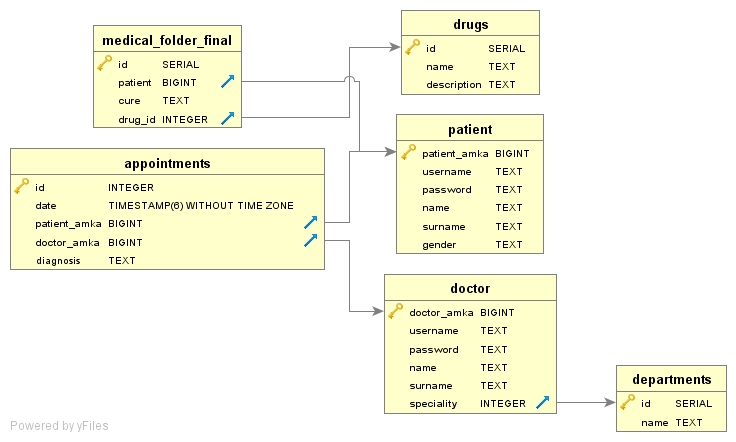 medical_folder_final
id SERIAL
patient BIGINT
cure TEXT
drug_id INTEGER
drugs
id SERIAL
name TEXT
description TEXT
patient
patient_amka BIGINT
username TEXT
password TEXT
name TEXT
surname TEXT
gender TEXT
appointments
id INTEGER
date TIMESTAMP(6) WITHOUT TIME ZONE
patient_amka BIGINT
doctor_amka BIGINT
diagnosis TEXT
doctor
doctor_amka BIGINT
username TEXT
password TEXT
name TEXT
surname TEXT
speciality INTEGER
departments
id SERIAL
name TEXT
Powered by yFiles